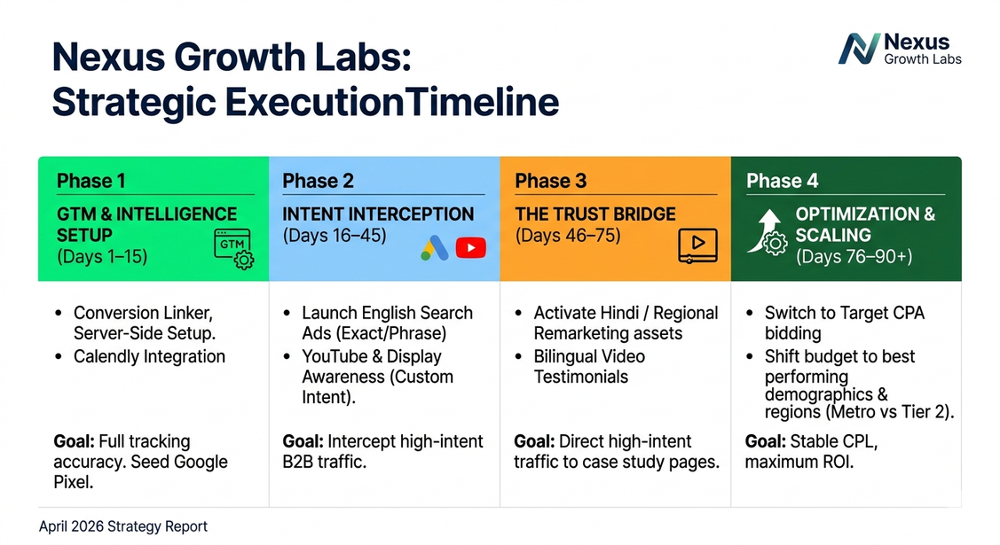 Nexus Growth Labs:
Strategic ExecutionTimeline
Nexus
Growth Labs
Phase 1
GTM & INTELLIGENCE
SETUP
(Days 1–15)
GTM
• Conversion Linker,
Server-Side Setup.
• Calendly Integration
Goal: Full tracking
accuracy. Seed Google
Pixel.
Phase 2
INTENT INTERCEPTION
(Days 16–45)
• Launch English Search
Ads (Exact/Phrase)
• YouTube & Display
Awareness (Custom
Intent).
Goal: Intercept high-intent
B2B traffic.
Phase 3
THE TRUST BRIDGE
(Days 46–75)
• Activate Hindi / Regional
Remarketing assets
• Bilingual Video
Testimonials
Goal: Direct high-intent
traffic to case study pages.
Phase 4
OPTIMIZATION &
SCALING
(Days 76–90+)
• Switch to Target CPA
bidding
• Shift budget to best
performing
demographics &
regions (Metro vs Tier 2).
Goal: Stable CPL,
maximum ROI.
April 2026 Strategy Report